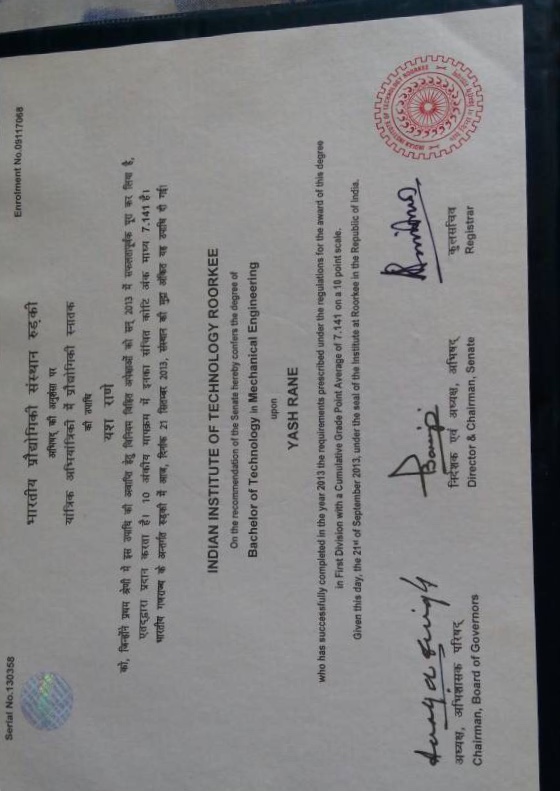 Serial No.130358
Enrolment No.09117068
भारतीय प्रौद्योगिकी संस्थान रुड़की
अभिषद् की अनुशंसा पर
यांत्रिक अभियांत्रिकी में प्रौद्योगिकी स्नातक
की उपाधि
यश राणे
को, जिन्होंने प्रथम श्रेणी में इस उपाधि की अवाप्ति हेतु विनियम विहित अपेक्षाओं को सन् 2013 में सफलतापूर्वक पूरा कर लिया है,
एतद्द्वारा प्रदान करता है। 10 अंकीय मापक्रम में इनका संचित कोटि अंक माध्य 7.141 है।
भारतीय गणराज्य के अन्तर्गत रुड़की में आज, दिनांक 21 सितम्बर 2013, संस्थान की मुद्रा अंकित यह उपाधि दी गई।
INDIAN INSTITUTE OF TECHNOLOGY ROORKEE
On the recommendation of the Senate hereby confers the degree of
Bachelor of Technology in Mechanical Engineering
upon
YASH RANE
who has successfully completed in the year 2013 the requirements prescribed under the regulations for the award of this degree
in First Division with a Cumulative Grade Point Average of 7.141 on a 10 point scale.
Given this day, the 21st of September 2013, under the seal of the Institute at Roorkee in the Republic of India.
INDIAN INSTITUTE OF TECHNOLOGY ROORKEE
अध्यक्ष, अभिशासक परिषद्
Chairman, Board of Governors
निदेशक एवं अध्यक्ष, अभिषद्
Director & Chairman, Senate
कुलसचिव
Registrar